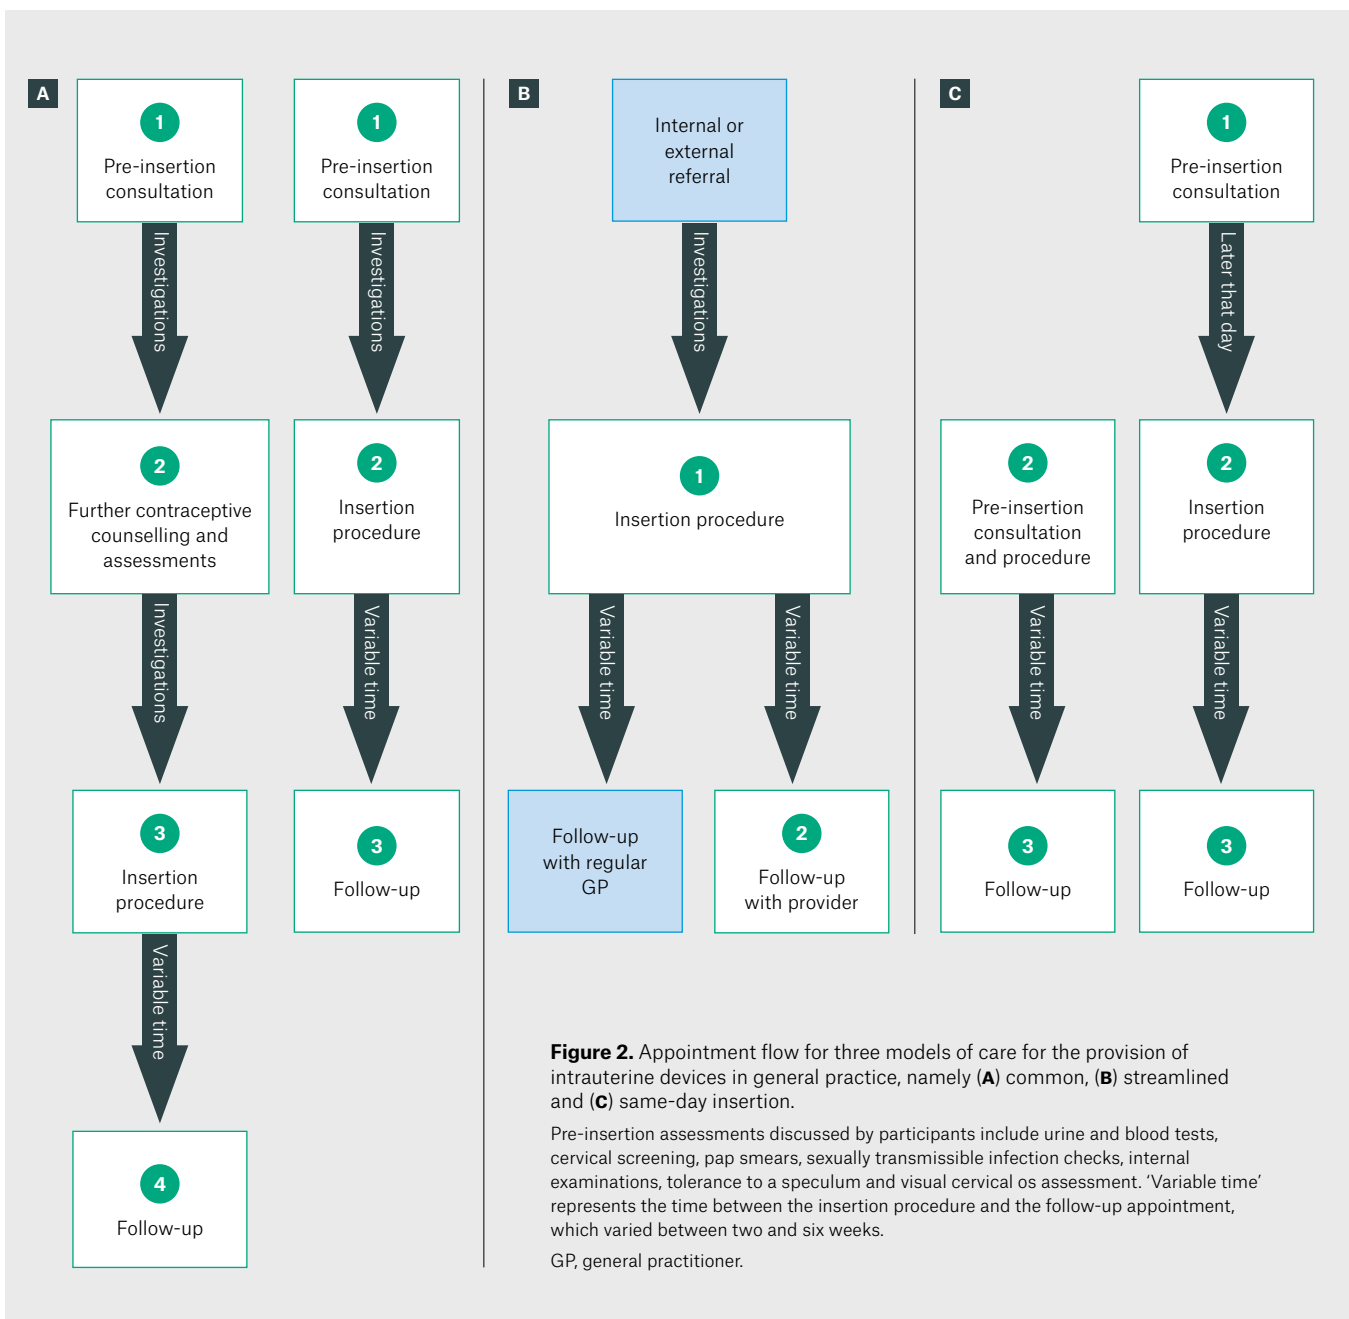 A
1
Pre-insertion
consultation
Investigations
2
Further contraceptive
counselling and
assessments
Investigations
3
Insertion
procedure
Variable time
4
Follow-up
1
Pre-insertion
consultation
Investigations
2
Insertion
procedure
Variable time
3
Follow-up
B
Internal or
external
referral
Investigations
1
Insertion procedure
Variable time
Variable time
Follow-up
with regular
GP
2
Follow-up
with provider
C
2
Pre-insertion
consultation
and procedure
Variable time
3
Follow-up
1
Pre-insertion
consultation
Later that day
2
Insertion
procedure
Variable time
3
Follow-up
Figure 2. Appointment flow for three models of care for the provision of
intrauterine devices in general practice, namely (A) common, (B) streamlined
and (C) same-day insertion.
Pre-insertion assessments discussed by participants include urine and blood tests,
cervical screening, pap smears, sexually transmissible infection checks, internal
examinations, tolerance to a speculum and visual cervical os assessment. ‘Variable time’
represents the time between the insertion procedure and the follow-up appointment,
which varied between two and six weeks.
GP, general practitioner.